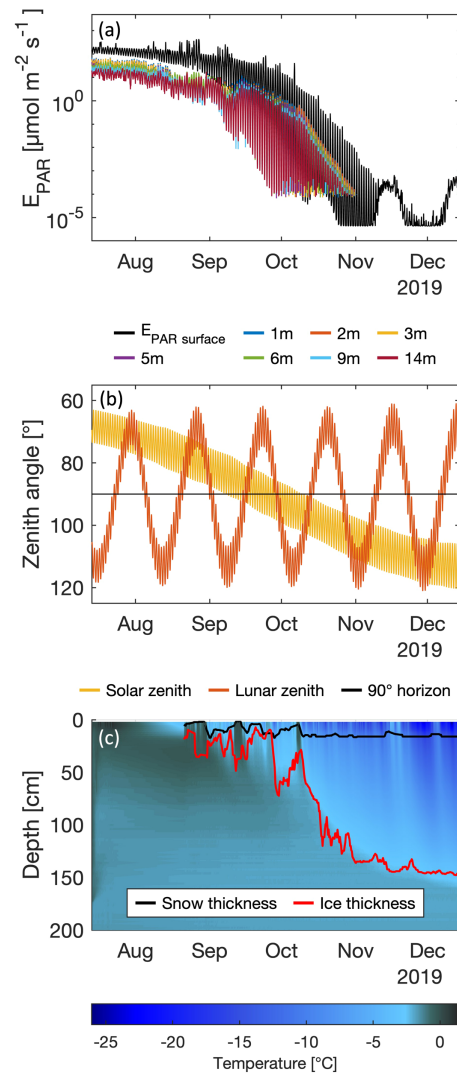 (a)
E_PAR [μmol m⁻² s⁻¹]
10⁰
10⁻⁵
Aug Sep Oct Nov Dec
2019
E_PAR surface 1m 2m 3m
5m 6m 9m 14m
(b)
Zenith angle [°]
60
80
100
120
Aug Sep Oct Nov Dec
2019
Solar zenith Lunar zenith 90° horizon
(c)
Depth [cm]
0
50
100
150
200
Snow thickness Ice thickness
Aug Sep Oct Nov Dec
2019
-25 -20 -15 -10 -5 0
Temperature [°C]